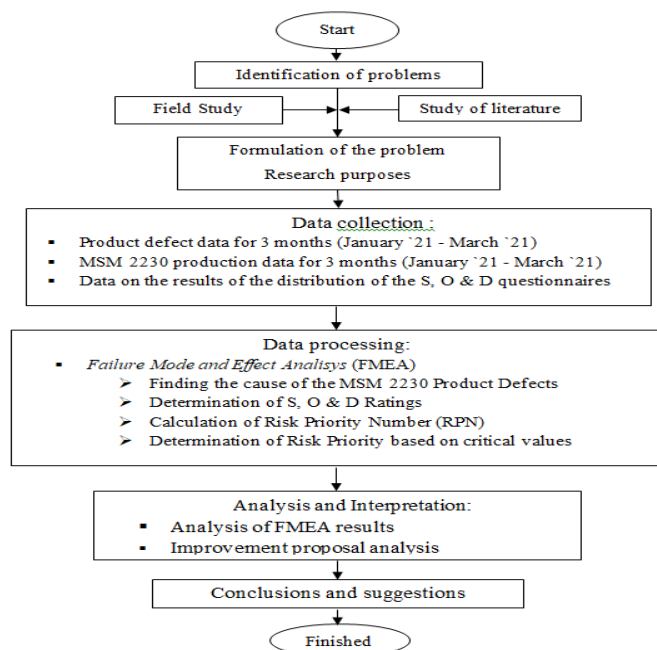 Start
Identification of problems
Field Study
Study of literature
Formulation of the problem
Research purposes
Data collection :
▪ Product defect data for 3 months (January `21 - March `21)
▪ MSM 2230 production data for 3 months (January `21 - March `21)
▪ Data on the results of the distribution of the S, O & D questionnaires
Data processing:
▪ Failure Mode and Effect Analisys (FMEA)
➢ Finding the cause of the MSM 2230 Product Defects
➢ Determination of S, O & D Ratings
➢ Calculation of Risk Priority Number (RPN)
➢ Determination of Risk Priority based on critical values
Analysis and Interpretation:
▪ Analysis of FMEA results
▪ Improvement proposal analysis
Conclusions and suggestions
Finished